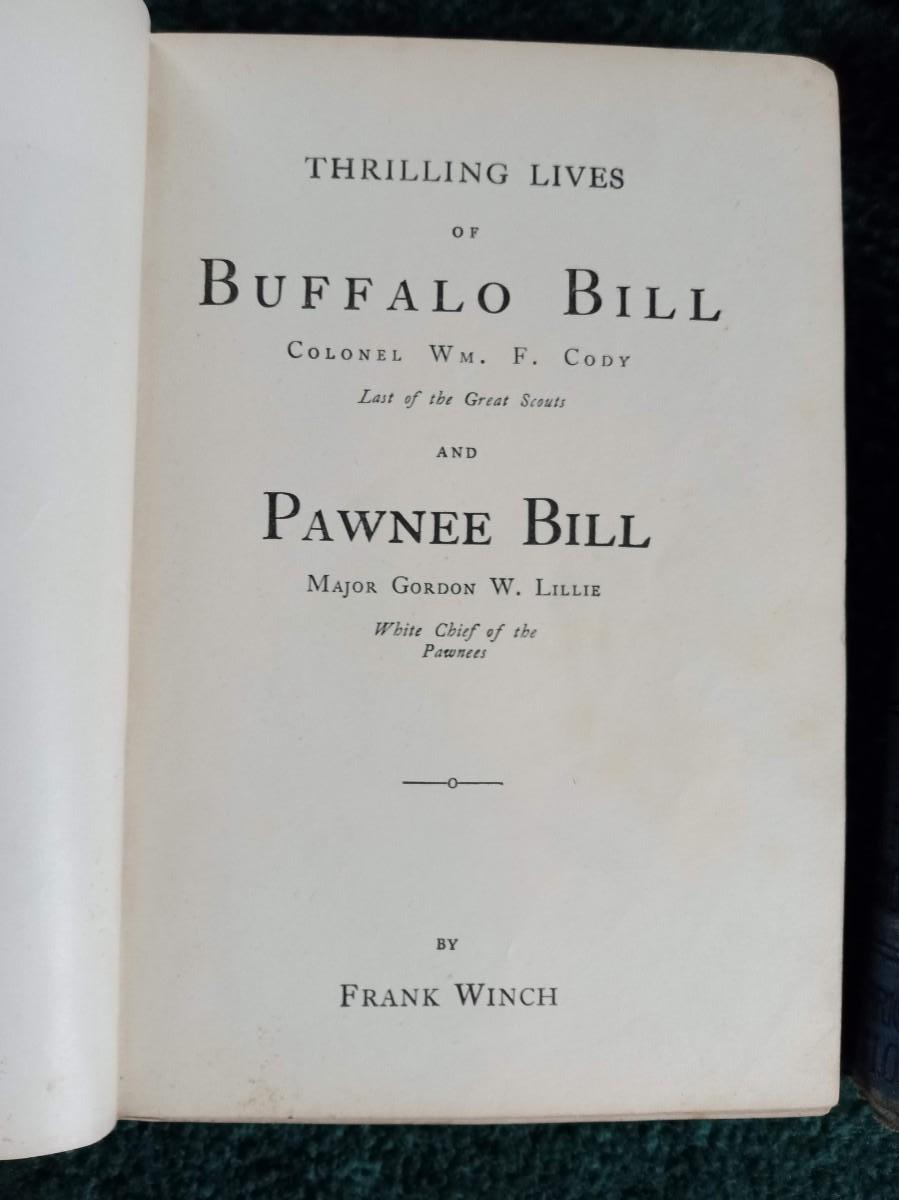 THRILLING LIVES
OF
BUFFALO BILL
COLONEL WM. F. CODY
Last of the Great Scouts
AND
PAWNEE BILL
MAJOR GORDON W. LILLIE
White Chief of the
Pawnees
BY
FRANK WINCH